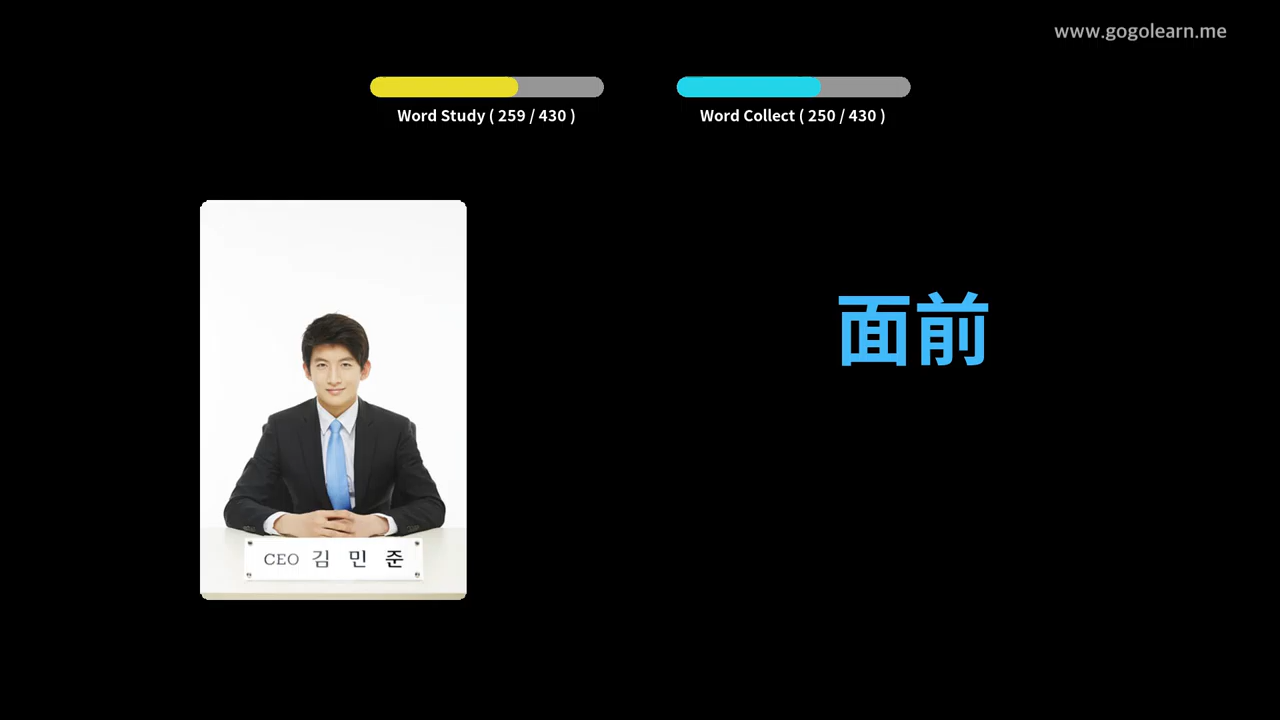 www.gogolearn.me
Word Study ( 259 / 430 )
Word Collect ( 250 / 430 )
面前
CEO 김 민 준